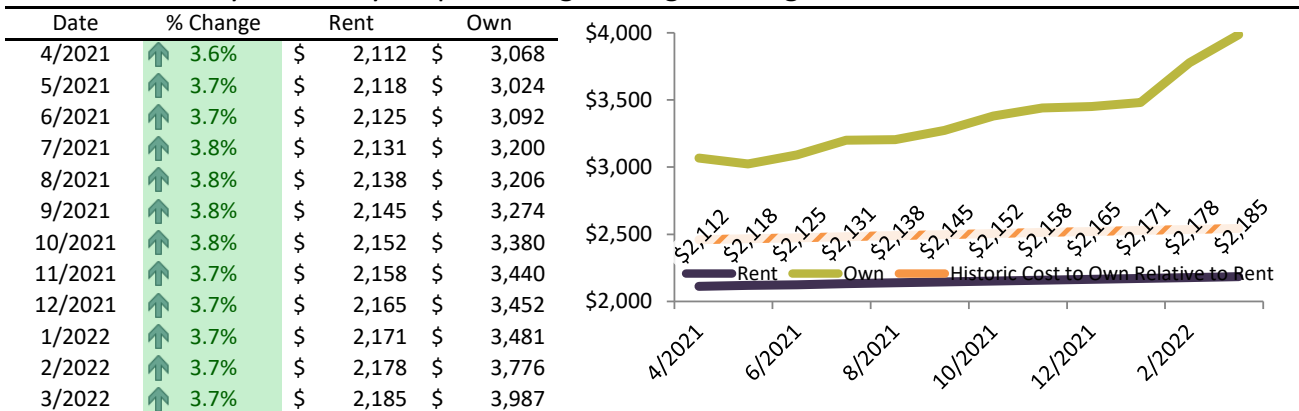 Date % Change Rent Own
4/2021 3.6% $ 2,112 $ 3,068
5/2021 3.7% $ 2,118 $ 3,024
6/2021 3.7% $ 2,125 $ 3,092
7/2021 3.8% $ 2,131 $ 3,200
8/2021 3.8% $ 2,138 $ 3,206
9/2021 3.8% $ 2,145 $ 3,274
10/2021 3.8% $ 2,152 $ 3,380
11/2021 3.7% $ 2,158 $ 3,440
12/2021 3.7% $ 2,165 $ 3,452
1/2022 3.7% $ 2,171 $ 3,481
2/2022 3.7% $ 2,178 $ 3,776
3/2022 3.7% $ 2,185 $ 3,987
$4,000
$3,500
$3,000
$2,500
$2,000
$2,112 $2,118 $2,125 $2,131 $2,138 $2,145 $2,152 $2,158 $2,165 $2,171 $2,178 $2,185
Rent Own Historic Cost to Own Relative to Rent
4/2021 6/2021 8/2021 10/2021 12/2021 2/2022